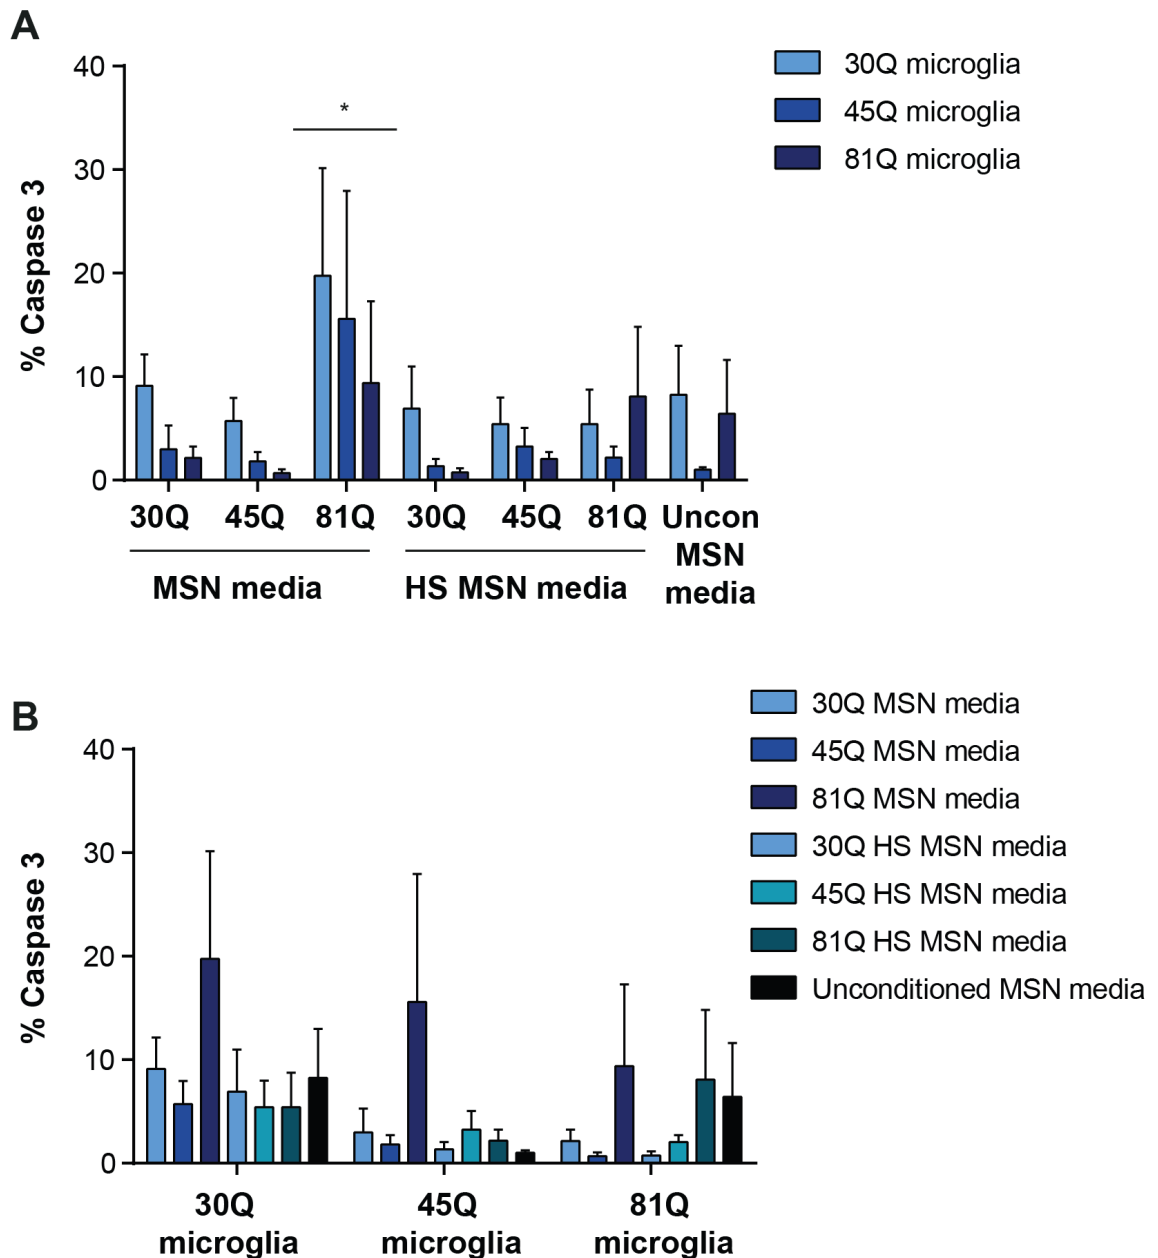 A
40
30
20
10
0
% Caspase 3
*
30Q microglia
45Q microglia
81Q microglia
30Q 45Q 81Q 30Q 45Q 81Q Uncon
MSN
media
MSN media HS MSN media
B
40
30
20
10
0
% Caspase 3
30Q MSN media
45Q MSN media
81Q MSN media
30Q HS MSN media
45Q HS MSN media
81Q HS MSN media
Unconditioned MSN media
30Q 45Q 81Q
microglia microglia microglia